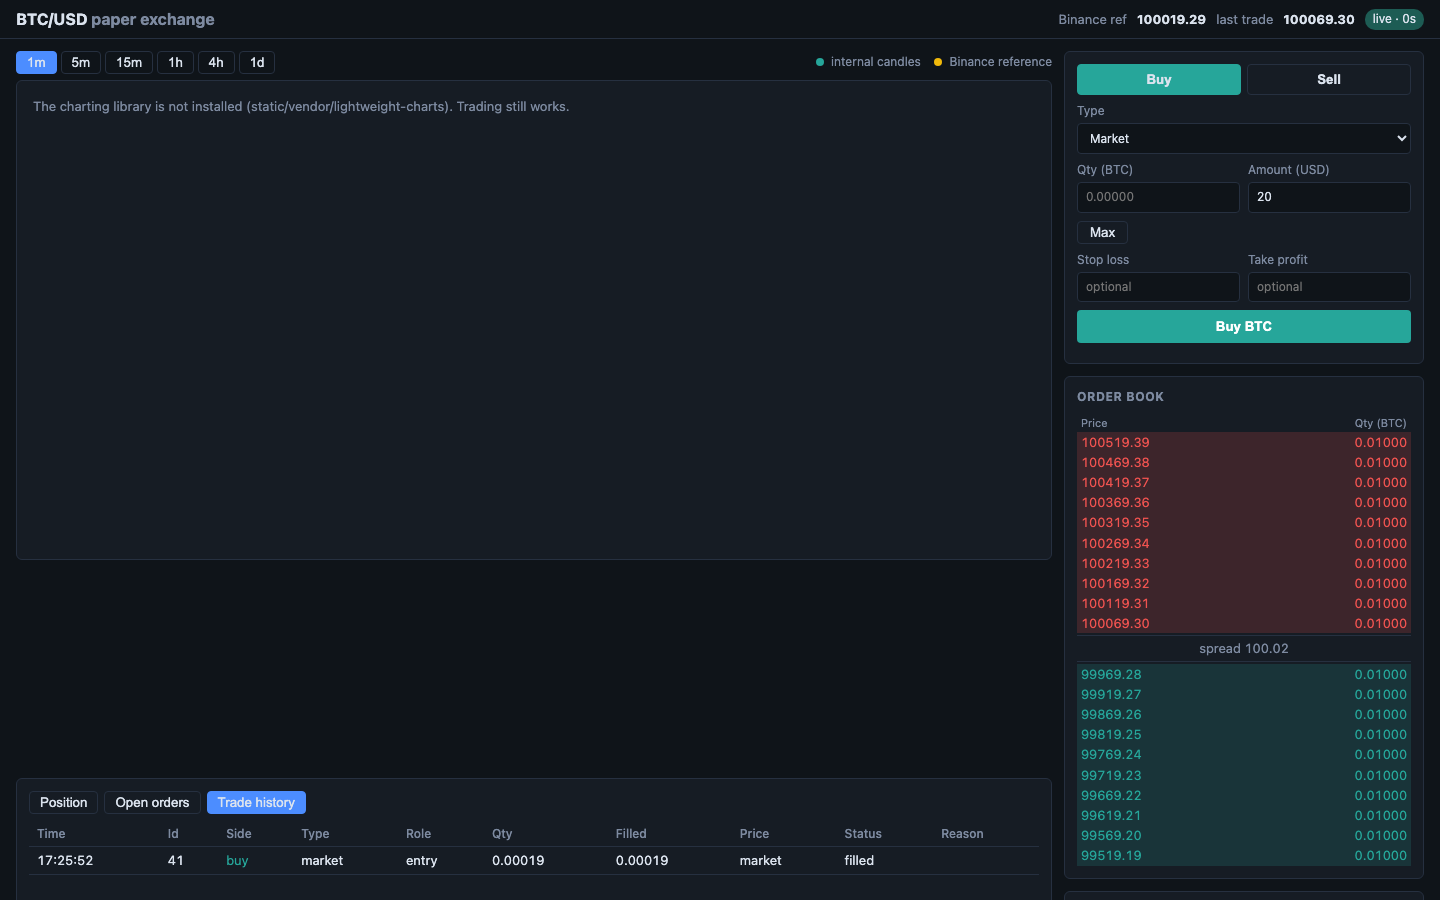 BTC/USD paper exchange
Binance ref 100019.29 last trade 100069.30 live · 0s
1m 5m 15m 1h 4h 1d
internal candles Binance reference
The charting library is not installed (static/vendor/lightweight-charts). Trading still works.
Buy Sell
Type
Market
Qty (BTC) Amount (USD)
0.00000 20
Max
Stop loss Take profit
optional optional
Buy BTC
ORDER BOOK
Price Qty (BTC)
100519.39 0.01000
100469.38 0.01000
100419.37 0.01000
100369.36 0.01000
100319.35 0.01000
100269.34 0.01000
100219.33 0.01000
100169.32 0.01000
100119.31 0.01000
100069.30 0.01000
spread 100.02
99969.28 0.01000
99919.27 0.01000
99869.26 0.01000
99819.25 0.01000
99769.24 0.01000
99719.23 0.01000
99669.22 0.01000
99619.21 0.01000
99569.20 0.01000
99519.19 0.01000
Position Open orders Trade history
Time Id Side Type Role Qty Filled Price Status Reason
17:25:52 41 buy market entry 0.00019 0.00019 market filled